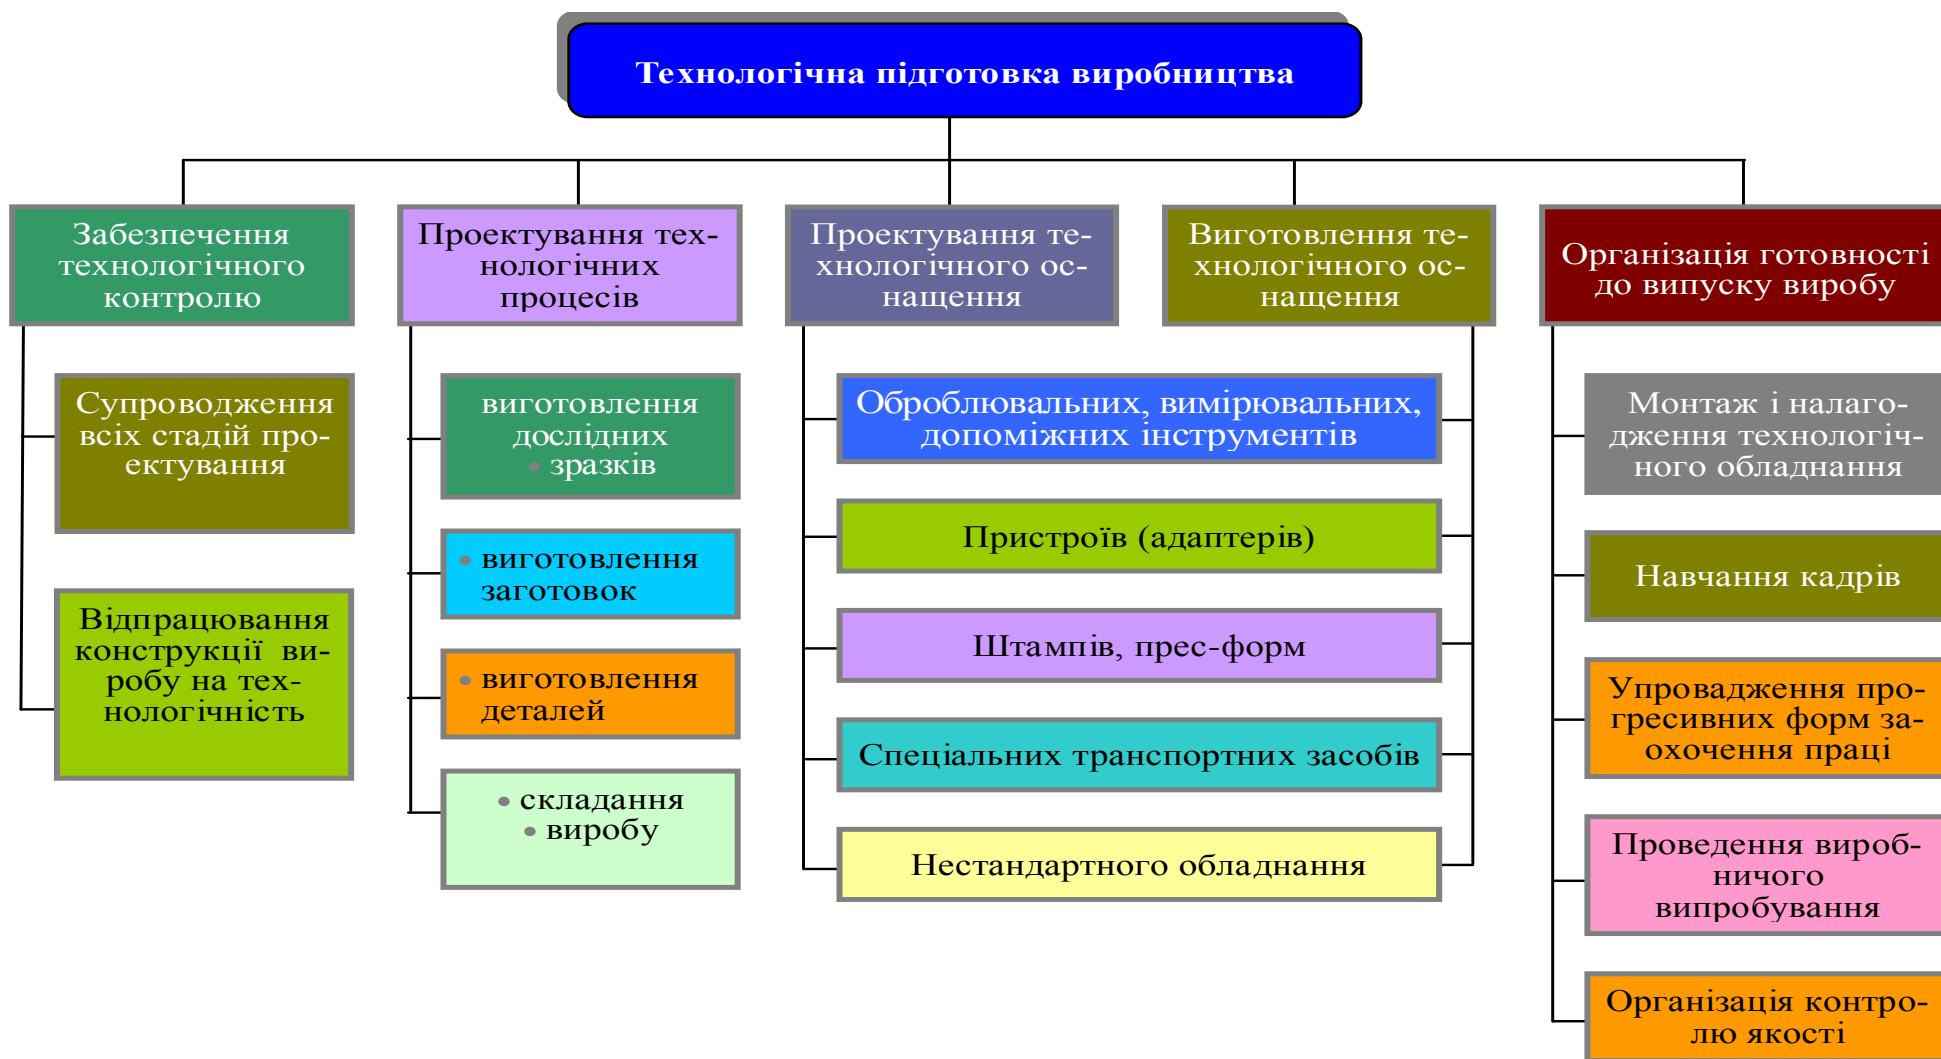 Технологічна підготовка виробництва
Забезпечення
технологічного
контролю
Супроводження
всіх стадій про-
ектування
Відпрацювання
конструкції ви-
робу на тех-
нологічність
Проектування тех-
нологічних
процесів
виготовлення
дослідних
• зразків
• виготовлення
заготовок
• виготовлення
деталей
• складання
• виробу
Проектування те-
хнологічного ос-
нащення
Виготовлення те-
хнологічного ос-
нащення
Оброблювальних, вимірювальних,
допоміжних інструментів
Пристроїв (адаптерів)
Штампів, прес-форм
Спеціальних транспортних засобів
Нестандартного обладнання
Організація готовності
до випуску виробу
Монтаж і налаго-
дження технологіч-
ного обладнання
Навчання кадрів
Упровадження про-
гресивних форм за-
охочення праці
Проведення вироб-
ничого
випробування
Організація контро-
лю якості